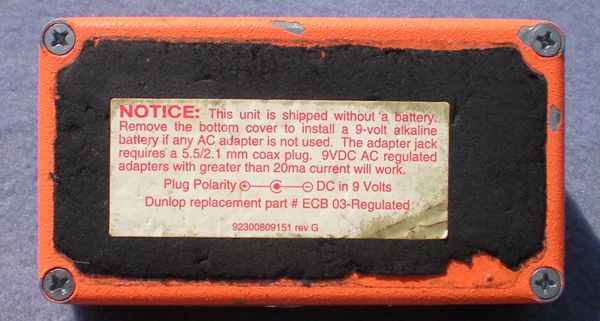 NOTICE: This unit is shipped without a battery.
Remove the bottom cover to install a 9-volt alkaline
battery if any AC adapter is not used. The adapter jack
requires a 5.5/2.1 mm coax plug. 9VDC AC regulated
adapters with greater than 20ma current will work.
Plug Polarity DC in 9 Volts
Dunlop replacement part # ECB 03-Regulated
92300809151 rev G